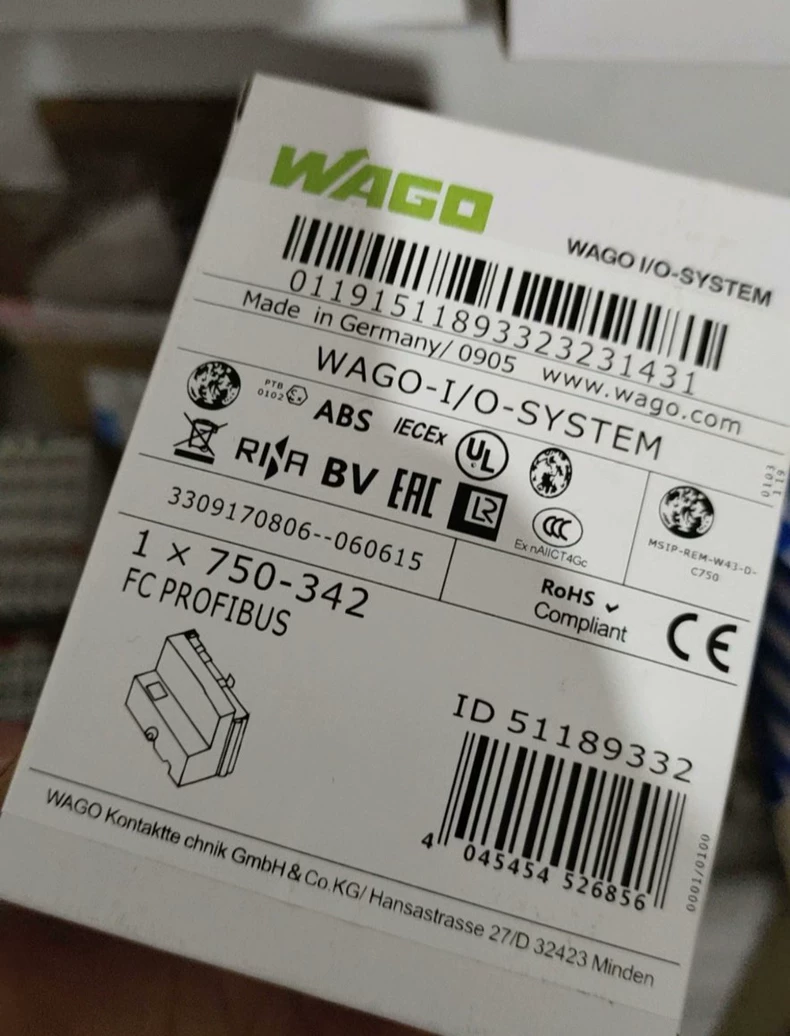 WAGO
WAGO I/O-SYSTEM
01191511893323231431
Made in Germany/ 0905 www.wago.com
WAGO-I/O-SYSTEM
PTB
0102 Ex
ABS
IECEx
UL
RINA
BV
EAC
LR
CCC
Ex nAIICT4Gc
MSIP-REM-W43-D-
C750
0103
119
3309170806--060615
1 × 750-342
FC PROFIBUS
RoHS ✓
Compliant
CE
ID 51189332
4 045454 526856
0001/0100
WAGO Kontaktte chnik GmbH & Co.KG/ Hansastrasse 27/D 32423 Minden